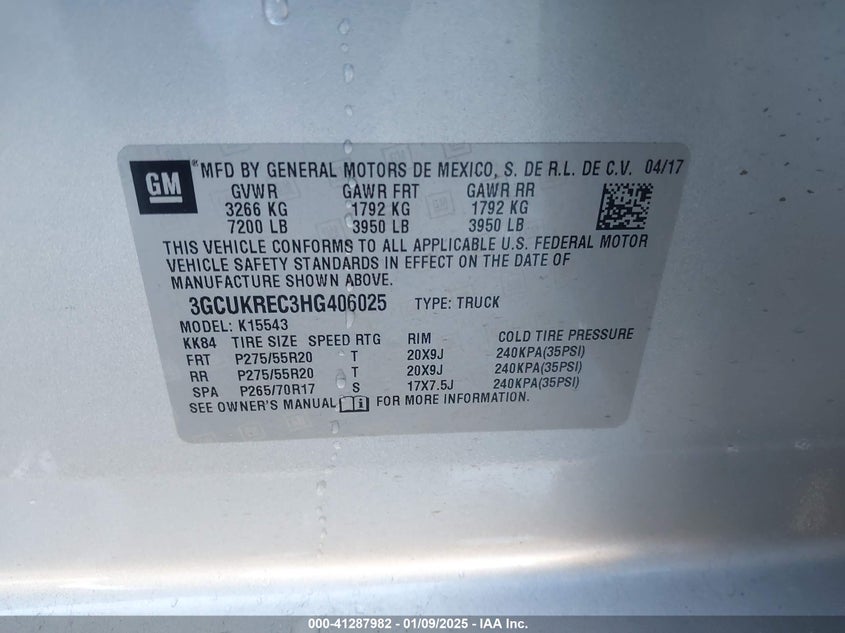 GM ® MFD BY GENERAL MOTORS DE MEXICO, S. DE R.L. DE C.V. 04/17
GVWR GAWR FRT GAWR RR
3266 KG 1792 KG 1792 KG
7200 LB 3950 LB 3950 LB
THIS VEHICLE CONFORMS TO ALL APPLICABLE U.S. FEDERAL MOTOR
VEHICLE SAFETY STANDARDS IN EFFECT ON THE DATE OF
MANUFACTURE SHOWN ABOVE.
3GCUKREC3HG406025 TYPE: TRUCK
MODEL: K15543
KK84 TIRE SIZE SPEED RTG RIM COLD TIRE PRESSURE
FRT P275/55R20 T 20X9J 240KPA(35PSI)
RR P275/55R20 T 20X9J 240KPA(35PSI)
SPA P265/70R17 S 17X7.5J 240KPA(35PSI)
SEE OWNER'S MANUAL FOR MORE INFORMATION.
000-41287982 - 01/09/2025 - IAA Inc.